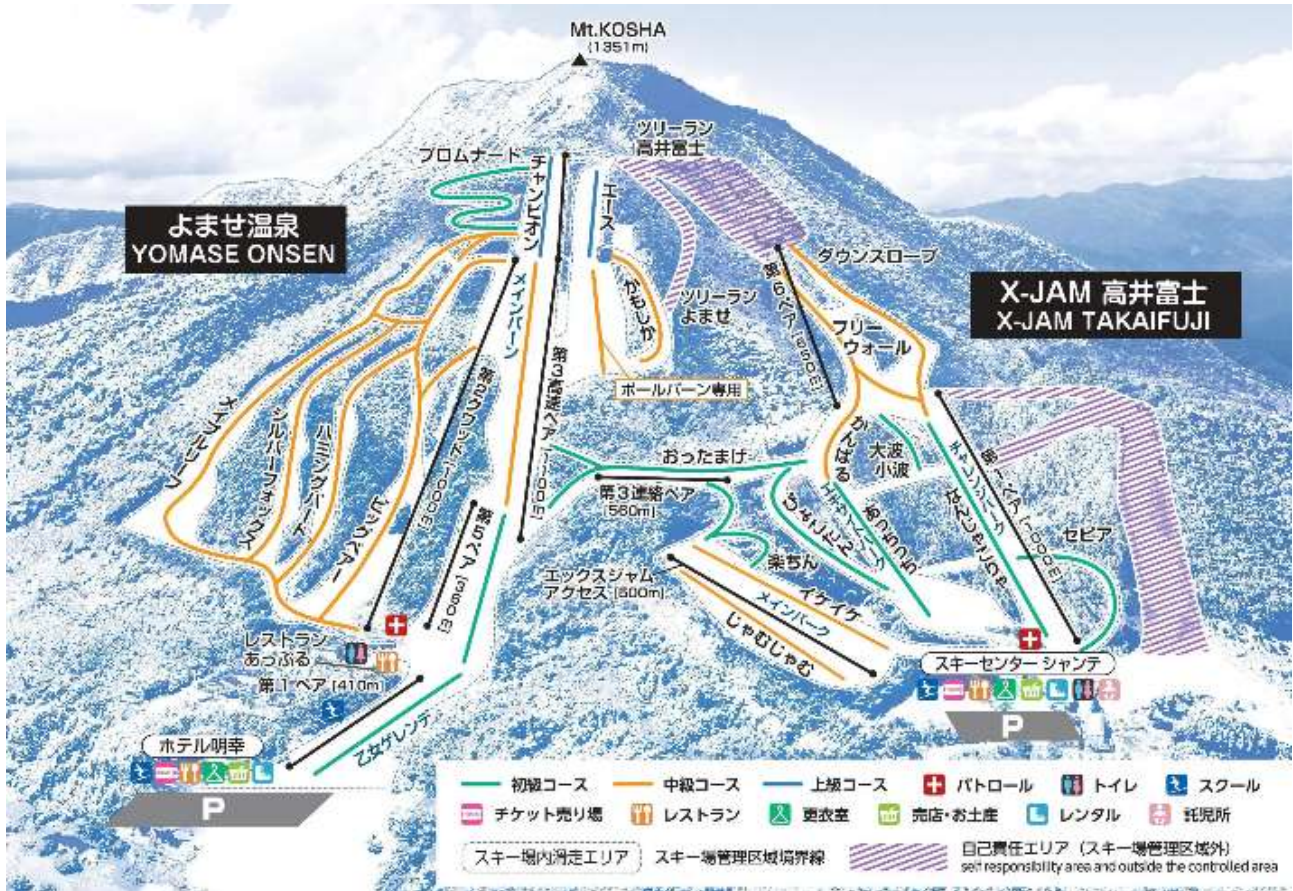 Mt.KOSHA
(1351m)
プロムナード
チャンピオン
エース
ツリーラン
高井富士
よませ温泉
YOMASE ONSEN
ダウンスロープ
X-JAM 高井富士
X-JAM TAKAIFUJI
メインバーン
かもしか
ツリーラン
よませ
第6ペア (650m)
フリー
ウォール
第3高速ペア (1100m)
ポールバーン専用
メイプルリーフ
シルバーフォックス
ハミングバード
ビッグベアー
第2クワッド (1000m)
第5ペア (350m)
おったまげ
第3連絡ペア
(560m)
がんばる
大波
小波
第1ペア (1000m)
セピア
楽ちん
エックスジャム
アクセス (500m)
イケイケ
メインパーク
じゃむじゃむ
レストラン
あっぷる
第1ペア (410m)
乙女ゲレンデ
ホテル明幸
P
スキーセンター シャンテ
P
初級コース
中級コース
上級コース
パトロール
トイレ
スクール
チケット売り場
レストラン
更衣室
売店・お土産
レンタル
託児所
スキー場内滑走エリア
スキー場管理区域境界線
自己責任エリア (スキー場管理区域外)
self responsibility area and outside the controlled area